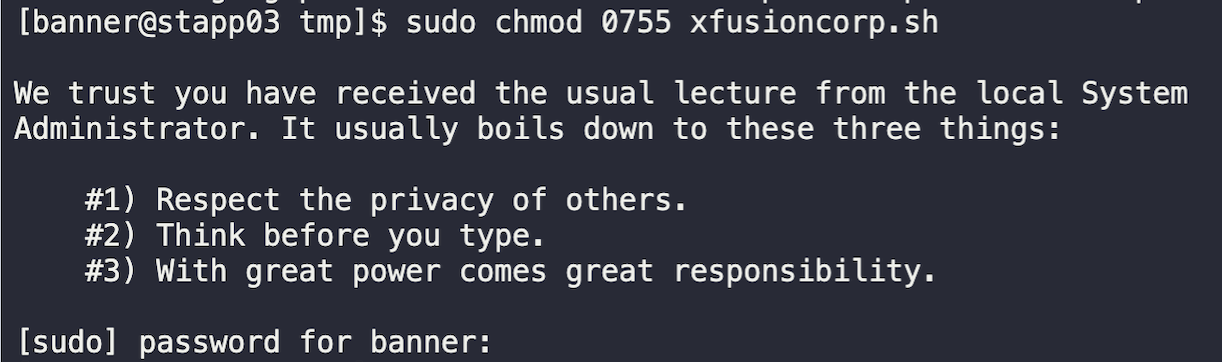 [banner@stapp03 tmp]$ sudo chmod 0755 xfusioncorp.sh
We trust you have received the usual lecture from the local System
Administrator. It usually boils down to these three things:
#1) Respect the privacy of others.
#2) Think before you type.
#3) With great power comes great responsibility.
[sudo] password for banner: